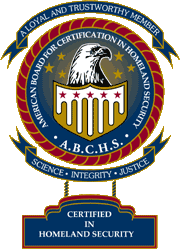 A LOYAL AND TRUSTWORTHY MEMBER
AMERICAN BOARD FOR CERTIFICATION IN HOMELAND SECURITY
• A.B.C.H.S. •
SCIENCE • INTEGRITY • JUSTICE
CERTIFIED
IN
HOMELAND SECURITY